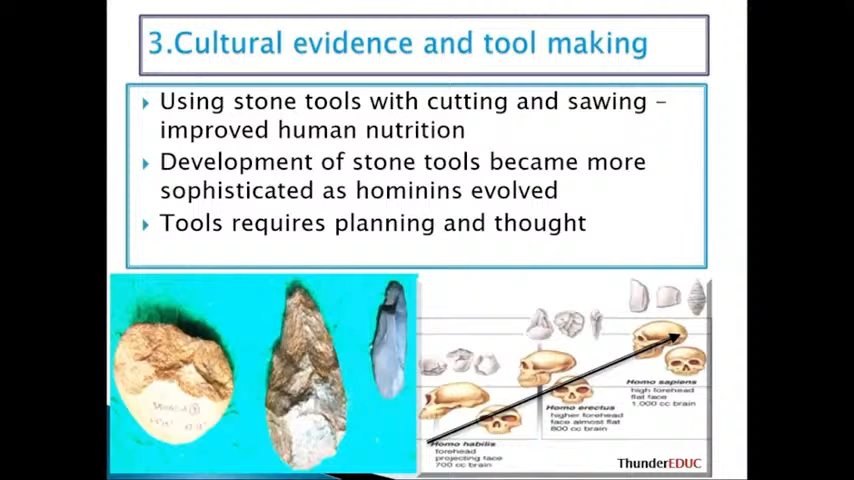 3.Cultural evidence and tool making
Using stone tools with cutting and sawing –
improved human nutrition
Development of stone tools became more
sophisticated as hominins evolved
Tools requires planning and thought
Homo habilis
forehead
projecting face
700 cc brain
Homo erectus
higher forehead
face almost flat
800 cc brain
Homo sapiens
high forehead
flat face
1,000 cc brain
ThunderEDUC